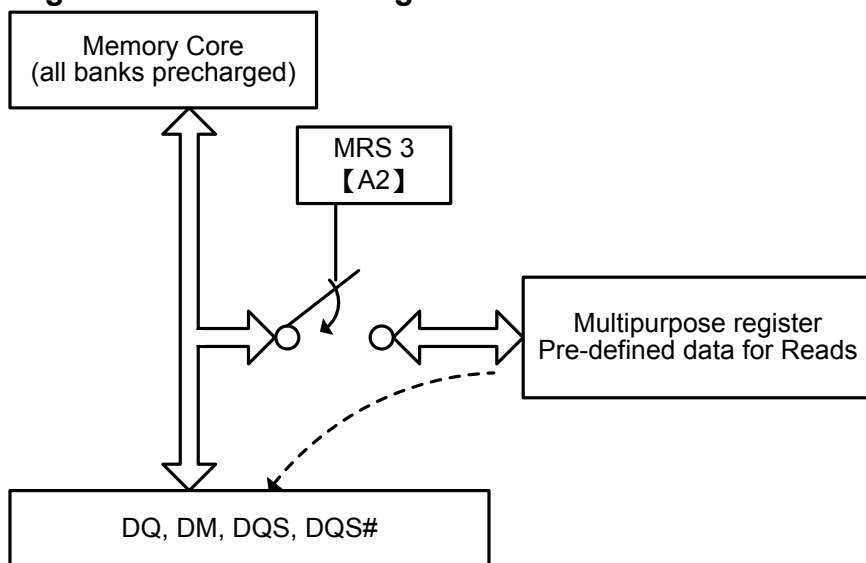 Memory Core
(all banks precharged)
MRS 3
【A2】
Multipurpose register
Pre-defined data for Reads
DQ, DM, DQS, DQS#